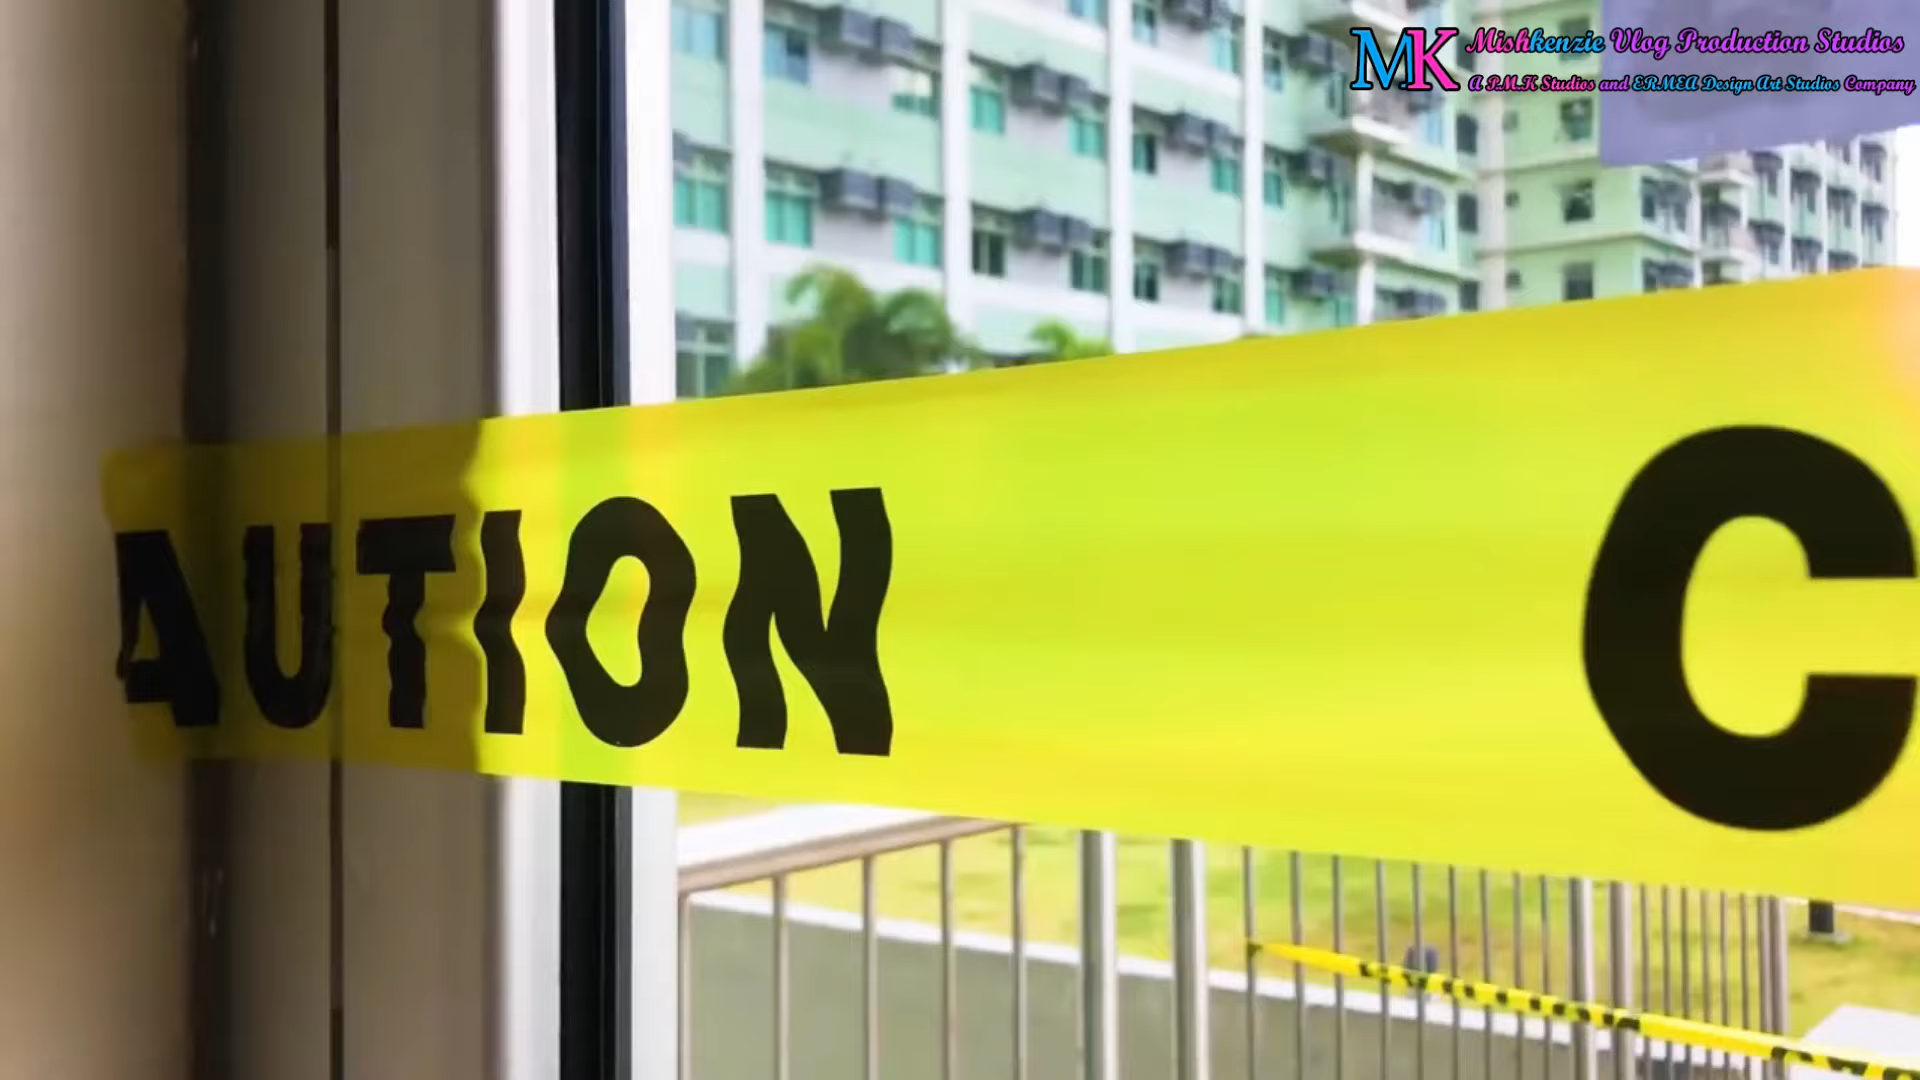 MK Mishkenzie Vlog Production Studios
A P.M.K Studios and ERMEA Design Art Studios Company
AUTION C